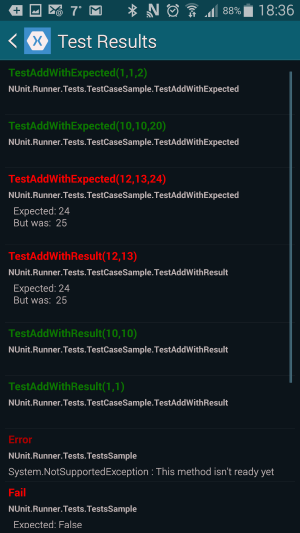 7° 88% 18:36
Test Results
TestAddWithExpected(1,1,2)
NUnit.Runner.Tests.TestCaseSample.TestAddWithExpected
TestAddWithExpected(10,10,20)
NUnit.Runner.Tests.TestCaseSample.TestAddWithExpected
TestAddWithExpected(12,13,24)
NUnit.Runner.Tests.TestCaseSample.TestAddWithExpected
Expected: 24
But was: 25
TestAddWithResult(12,13)
NUnit.Runner.Tests.TestCaseSample.TestAddWithResult
Expected: 24
But was: 25
TestAddWithResult(10,10)
NUnit.Runner.Tests.TestCaseSample.TestAddWithResult
TestAddWithResult(1,1)
NUnit.Runner.Tests.TestCaseSample.TestAddWithResult
Error
NUnit.Runner.Tests.TestsSample
System.NotSupportedException : This method isn't ready yet
Fail
NUnit.Runner.Tests.TestsSample
Expected: False